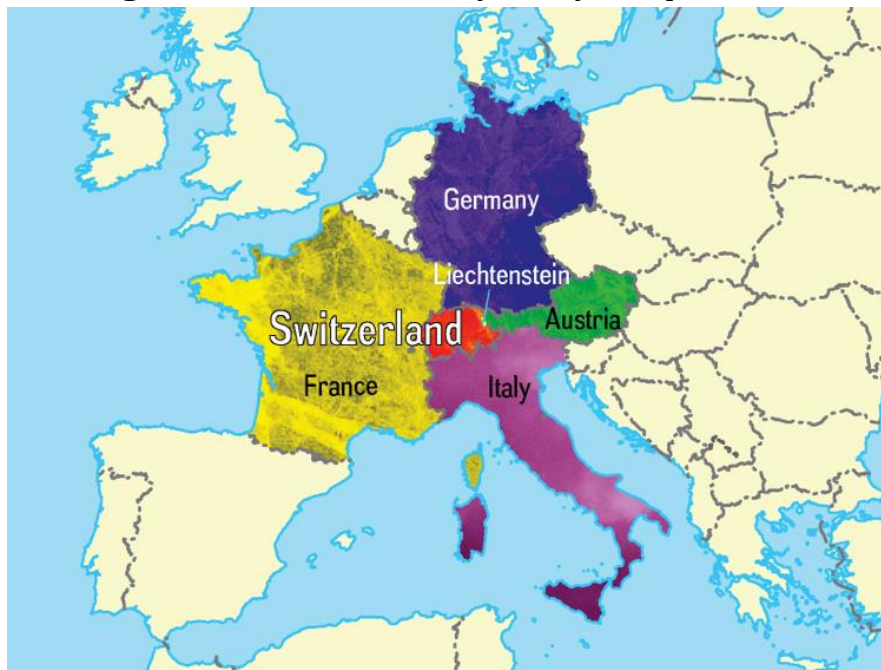 Germany
Liechtenstein
Switzerland
Austria
France
Italy